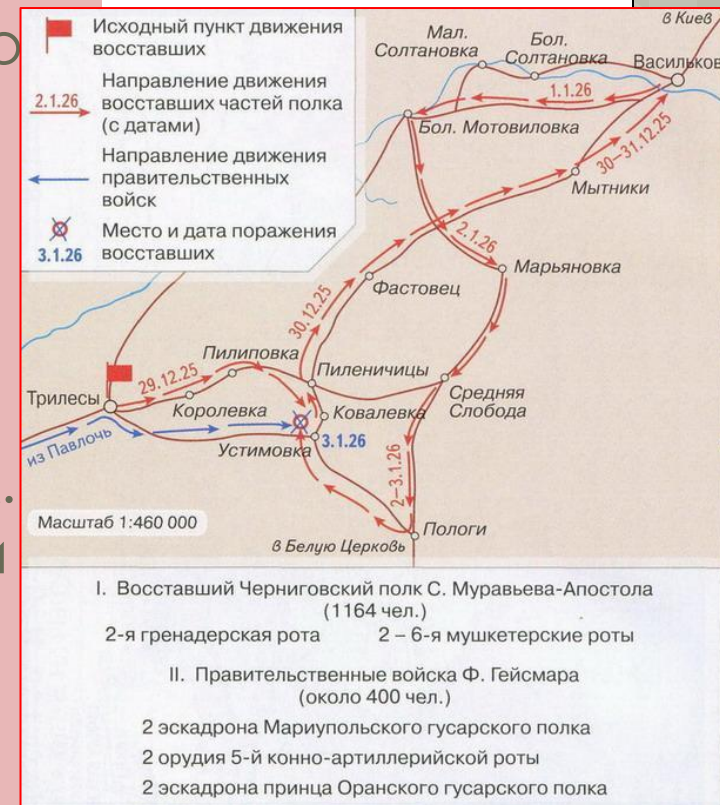 Исходный пункт движения
восставших
2.1.26
Направление движения
восставших частей полка
(с датами)
Направление движения
правительственных
войск
3.1.26
Место и дата поражения
восставших
в Киев
Мал.
Солтановка
Бол.
Солтановка
Васильков
1.1.26
Бол. Мотовиловка
30–31.12.25
Мытники
2.1.26
Марьяновка
Фастовец
30.12.25
Пилиповка
Пиленичицы
29.12.25
Трилесы
Королевка
Ковалевка
Средняя
Слобода
из Павлочь
Устимовка
3.1.26
2–3.1.26
Масштаб 1:460 000
Пологи
в Белую Церковь
I. Восставший Черниговский полк С. Муравьева-Апостола
(1164 чел.)
2-я гренадерская рота 2 – 6-я мушкетерские роты
II. Правительственные войска Ф. Гейсмара
(около 400 чел.)
2 эскадрона Мариупольского гусарского полка
2 орудия 5-й конно-артиллерийской роты
2 эскадрона принца Оранского гусарского полка